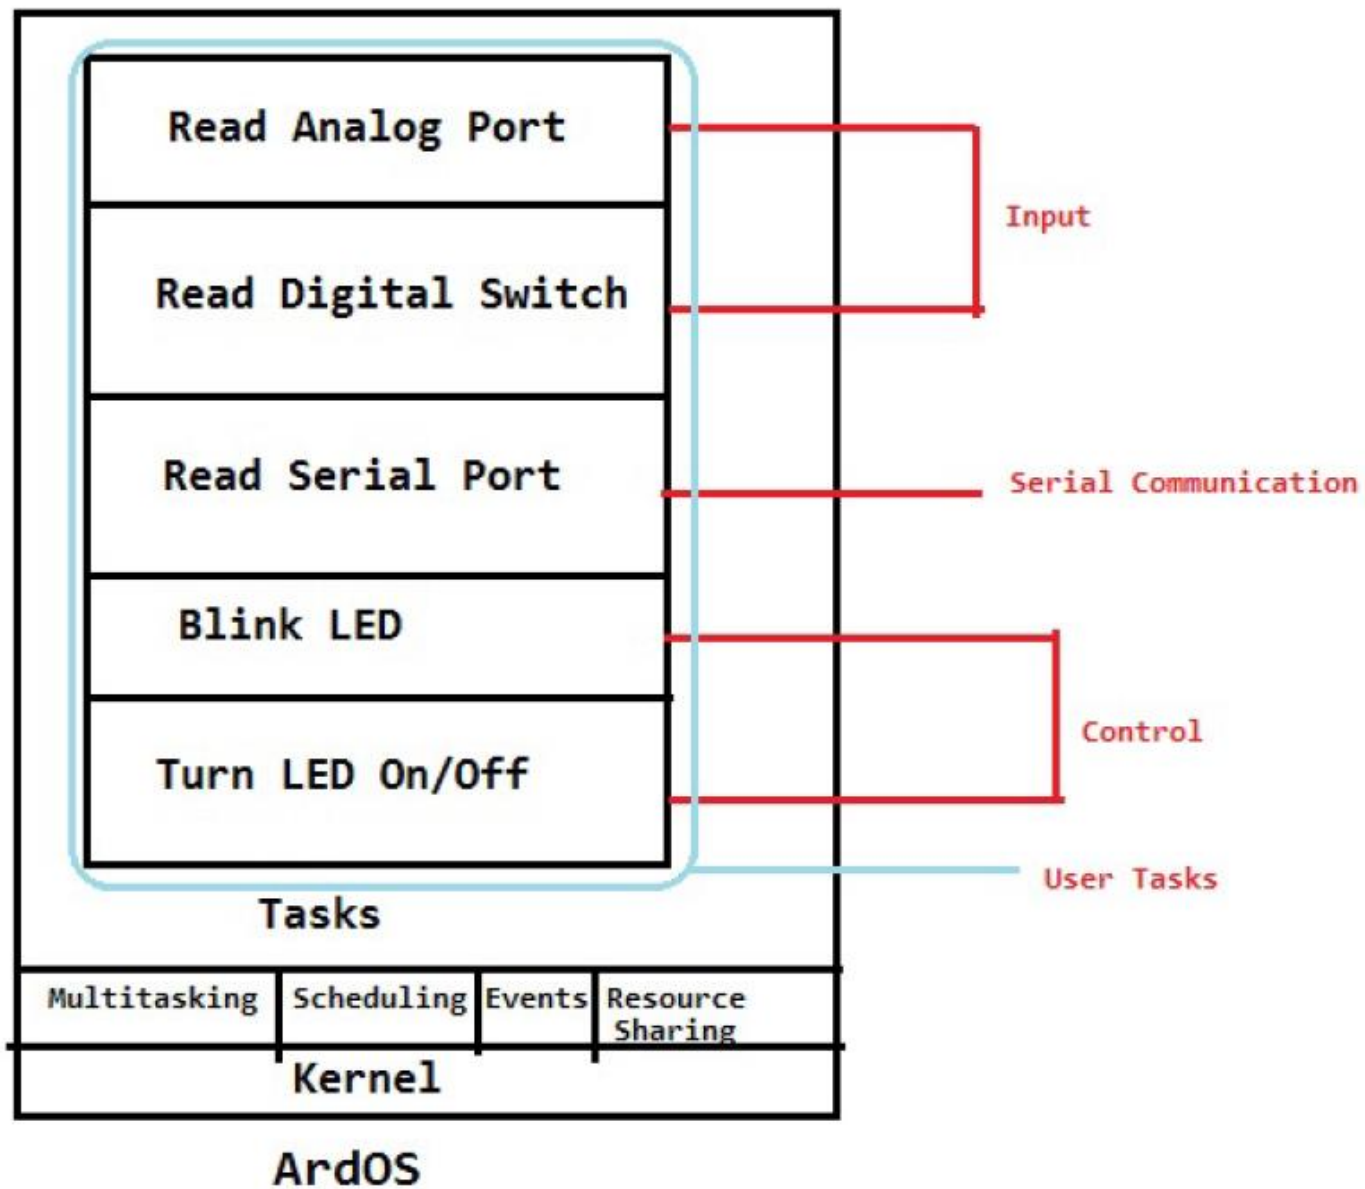 Read Analog Port
Input
Read Digital Switch
Read Serial Port
Serial Communication
Blink LED
Control
Turn LED On/Off
User Tasks
Tasks
Multitasking
Scheduling
Events
Resource
Sharing
Kernel
ArdOS